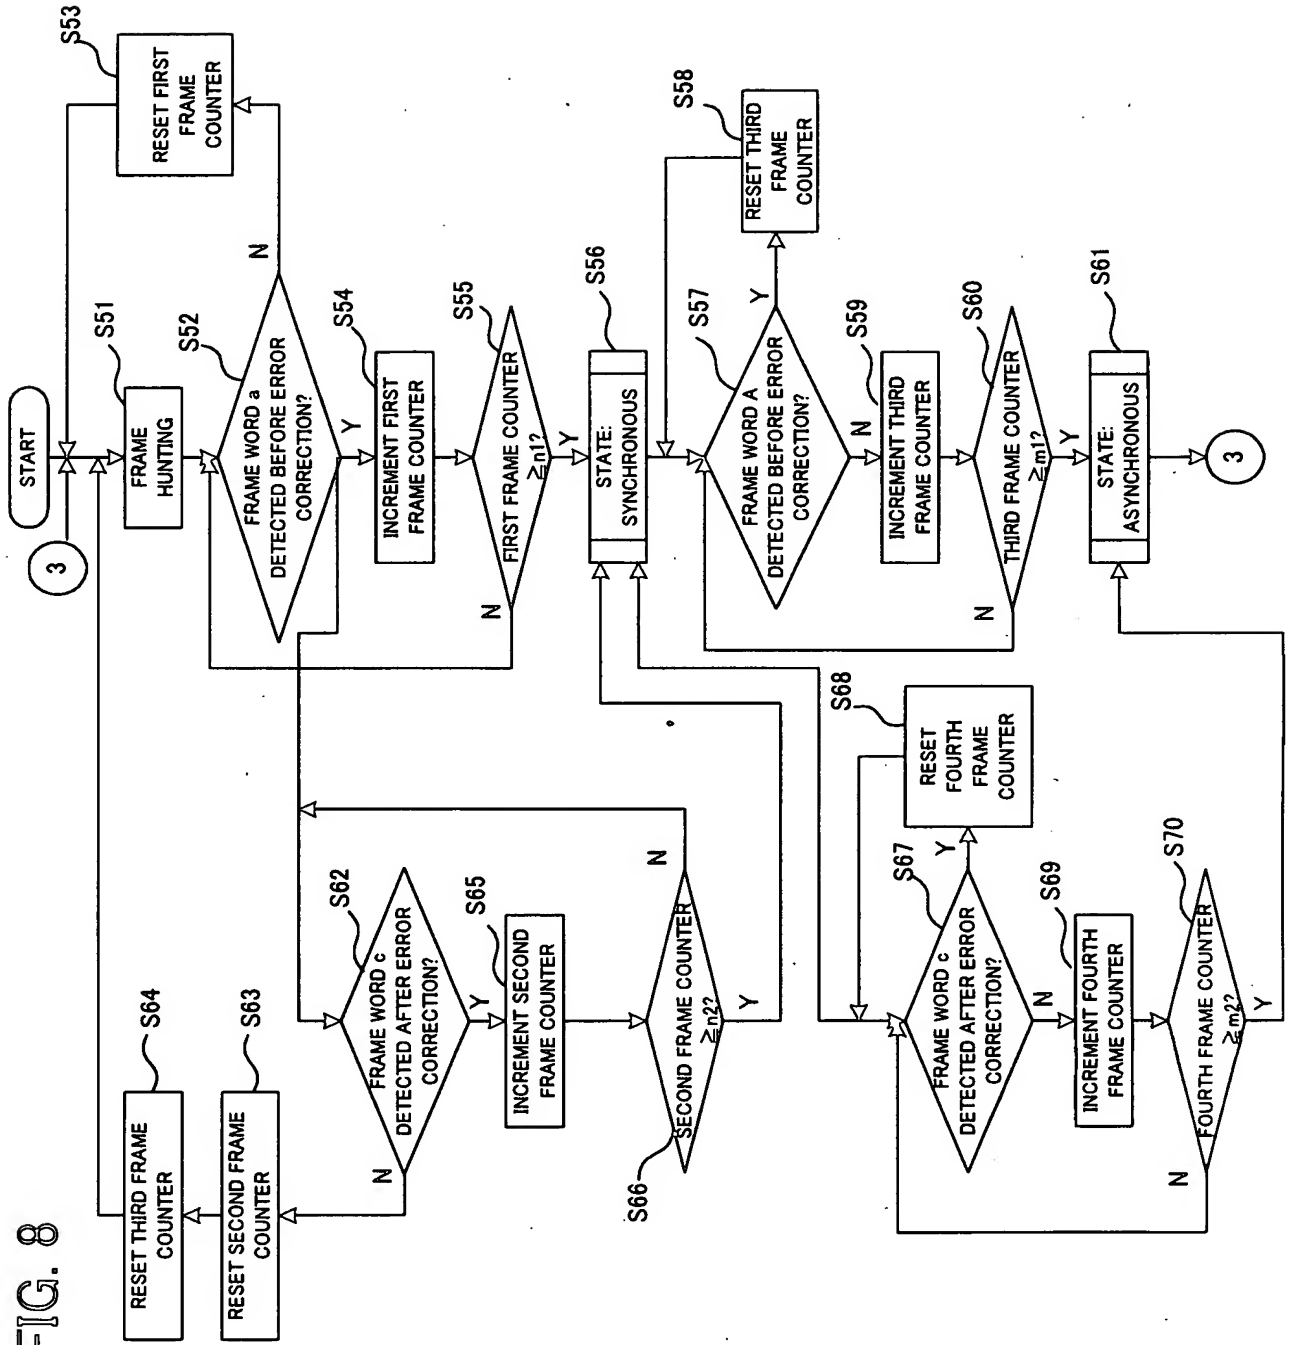 FIG. 8
START
3
S51
FRAME
HUNTING
S53
RESET FIRST
FRAME
COUNTER
S52
FRAME WORD a
DETECTED BEFORE ERROR
CORRECTION?
N
Y
S54
INCREMENT FIRST
FRAME COUNTER
S55
FIRST FRAME COUNTER
≧n1?
N
Y
S56
STATE:
SYNCHRONOUS
S57
FRAME WORD A
DETECTED BEFORE ERROR
CORRECTION?
Y
N
S58
RESET THIRD
FRAME
COUNTER
S59
INCREMENT THIRD
FRAME COUNTER
S60
THIRD FRAME COUNTER
≧m1?
N
Y
S61
STATE:
ASYNCHRONOUS
3
S64
RESET THIRD FRAME
COUNTER
S63
RESET SECOND FRAME
COUNTER
S62
FRAME WORD c
DETECTED AFTER ERROR
CORRECTION?
N
Y
S65
INCREMENT SECOND
FRAME COUNTER
S66
SECOND FRAME COUNTER
≧n2?
N
Y
S67
FRAME WORD c
DETECTED AFTER ERROR
CORRECTION?
Y
N
S68
RESET
FOURTH
FRAME
COUNTER
S69
INCREMENT FOURTH
FRAME COUNTER
S70
FOURTH FRAME COUNTER
≧m2?
N
Y